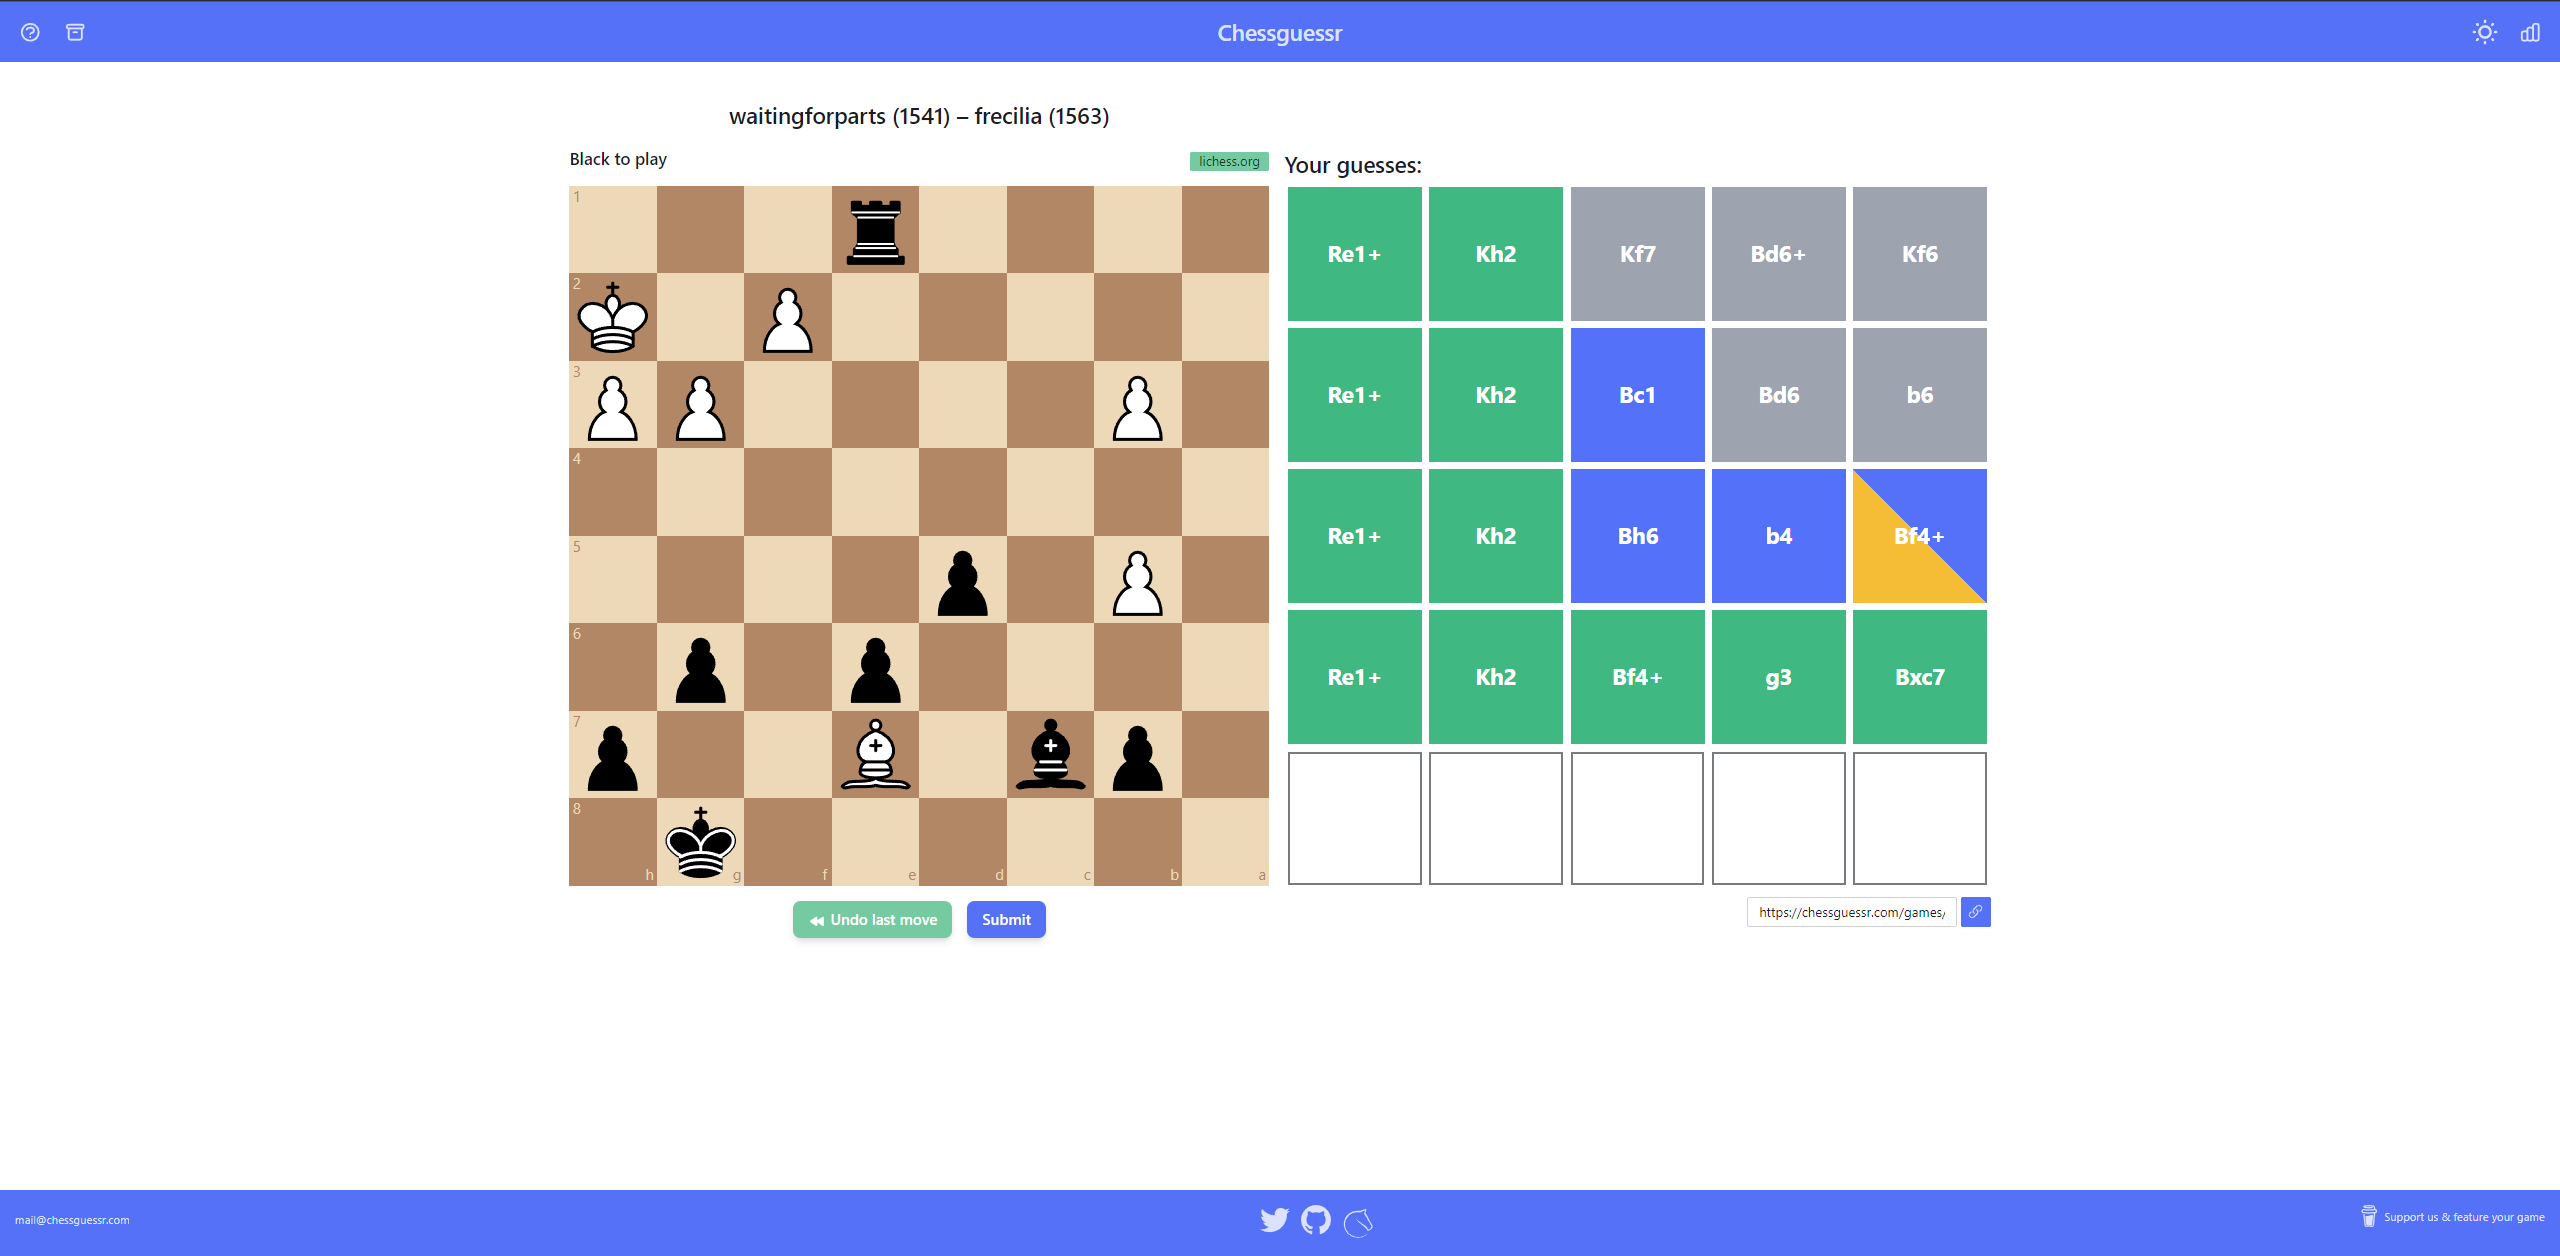 Chessguessr
waitingforparts (1541) – frecilia (1563)
Black to play
lichess.org
Your guesses:
1
2
3
4
5
6
7
8
h g f e d c b a
Re1+ Kh2 Kf7 Bd6+ Kf6
Re1+ Kh2 Bc1 Bd6 b6
Re1+ Kh2 Bh6 b4 Bf4+
Re1+ Kh2 Bf4+ g3 Bxc7
Undo last move
Submit
https://chessguessr.com/games/
mail@chessguessr.com
Support us & feature your game